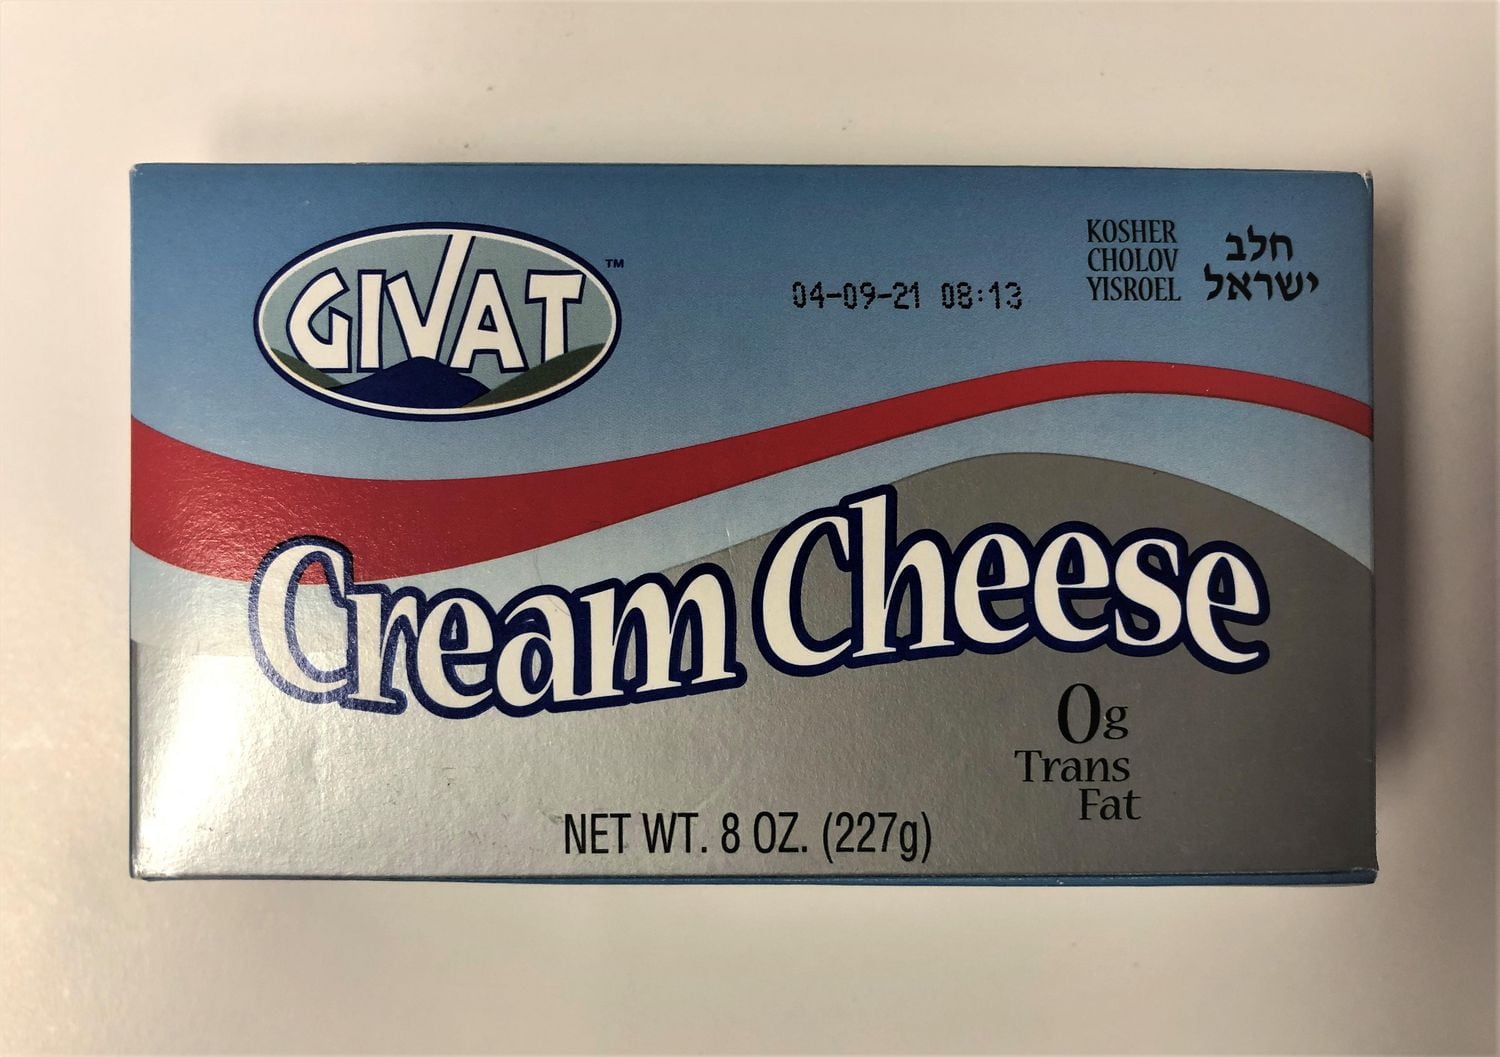 GIVAT™
04-09-21 08:13
KOSHER
CHOLOV
YISROEL
חלב
ישראל
Cream Cheese
0g
Trans
Fat
NET WT. 8 OZ. (227g)